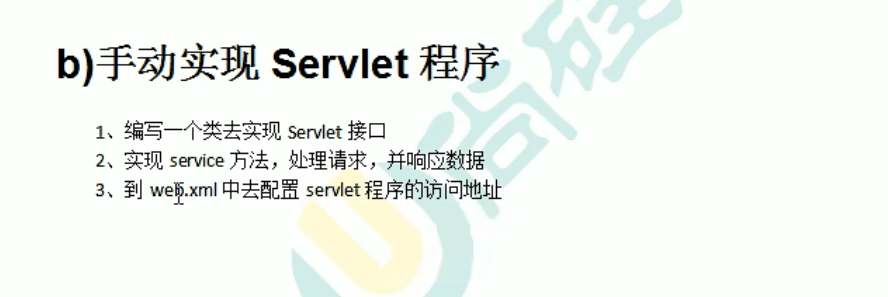 b)手动实现 Servlet 程序
1、编写一个类去实现 Servlet 接口
2、实现 service 方法，处理请求，并响应数据
3、到 web.xml 中去配置 servlet 程序的访问地址
尚硅